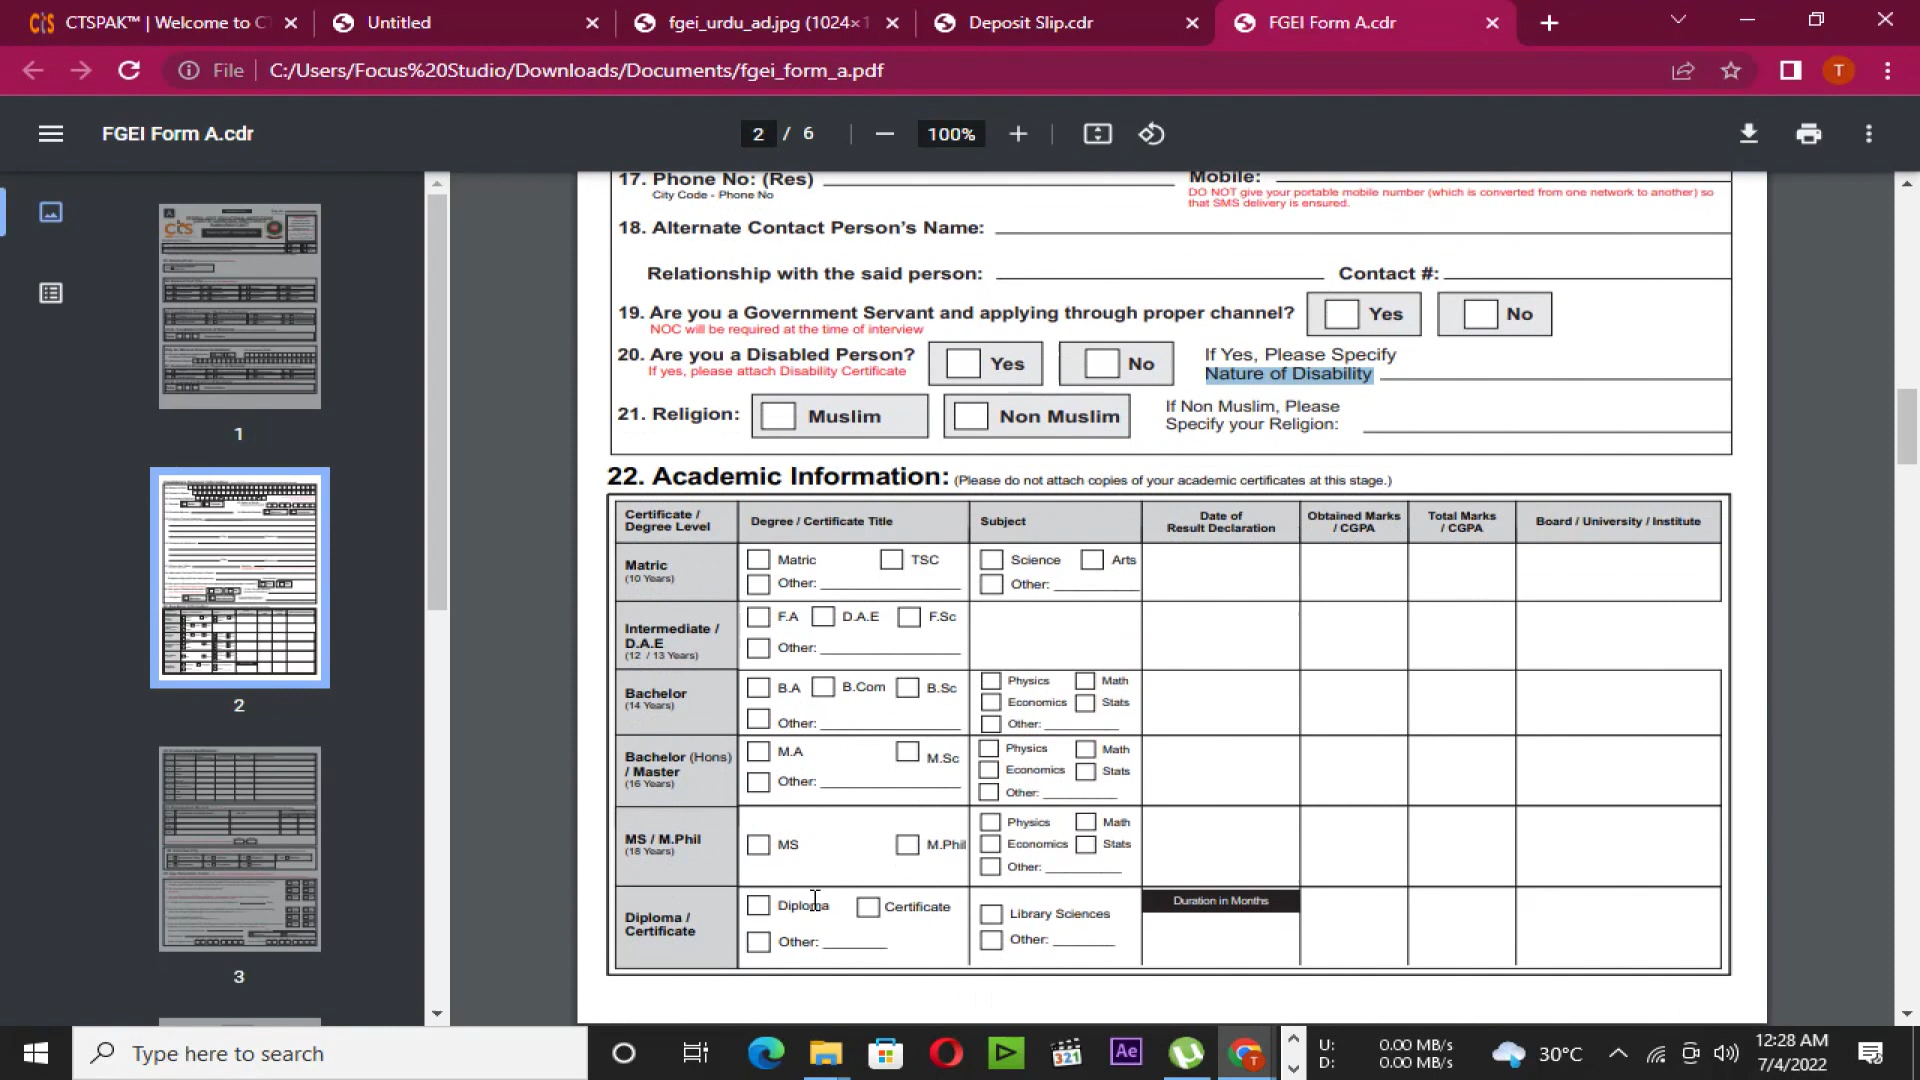 CTSPAK™ | Welcome to CT
Untitled
fgei_urdu_ad.jpg (1024×1
Deposit Slip.cdr
FGEI Form A.cdr
File
C:/Users/Focus%20Studio/Downloads/Documents/fgei_form_a.pdf
T
FGEI Form A.cdr
2 / 6
100%
1
2
3
17. Phone No: (Res) Mobile:
City Code - Phone No
DO NOT give your portable mobile number (which is converted from one network to another) so
that SMS delivery is ensured.
18. Alternate Contact Person's Name:
Relationship with the said person: Contact #:
19. Are you a Government Servant and applying through proper channel? Yes No
NOC will be required at the time of interview
20. Are you a Disabled Person? Yes No
If yes, please attach Disability Certificate
If Yes, Please Specify
Nature of Disability
21. Religion: Muslim Non Muslim
If Non Muslim, Please
Specify your Religion:
22. Academic Information: (Please do not attach copies of your academic certificates at this stage.)
Certificate /
Degree Level
Degree / Certificate Title
Subject
Date of
Result Declaration
Obtained Marks
/ CGPA
Total Marks
/ CGPA
Board / University / Institute
Matric
(10 Years)
Matric TSC
Other:
Science Arts
Other:
Intermediate /
D.A.E
(12 / 13 Years)
F.A D.A.E F.Sc
Other:
Bachelor
(14 Years)
B.A B.Com B.Sc
Other:
Physics Math
Economics Stats
Other:
Bachelor (Hons)
/ Master
(16 Years)
M.A M.Sc
Other:
Physics Math
Economics Stats
Other:
MS / M.Phil
(18 Years)
MS M.Phil
Physics Math
Economics Stats
Other:
Diploma /
Certificate
Diploma Certificate
Other:
Library Sciences
Other:
Duration in Months
Type here to search
321
Ae
T
U: 0.00 MB/s
D: 0.00 MB/s
30°C
12:28 AM
7/4/2022